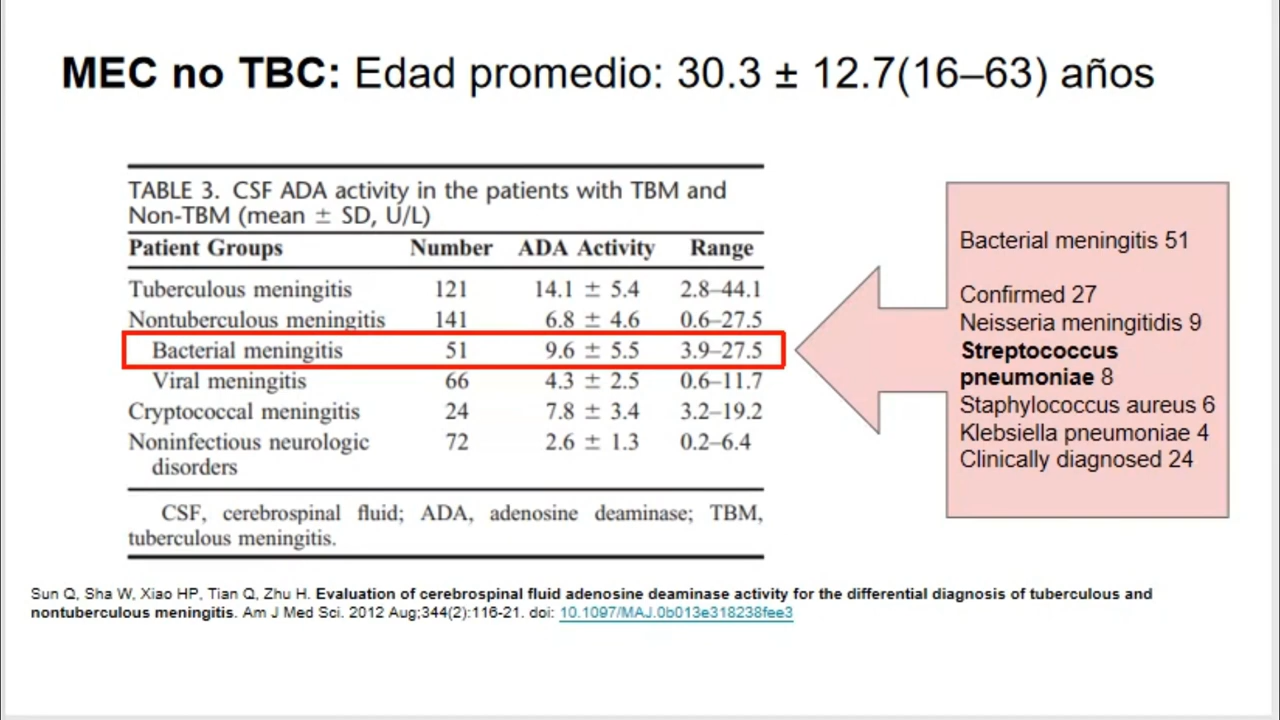 MEC no TBC: Edad promedio: 30.3 ± 12.7(16–63) años
TABLE 3. CSF ADA activity in the patients with TBM and
Non-TBM (mean ± SD, U/L)
Patient Groups Number ADA Activity Range
Tuberculous meningitis 121 14.1 ± 5.4 2.8–44.1
Nontuberculous meningitis 141 6.8 ± 4.6 0.6–27.5
Bacterial meningitis 51 9.6 ± 5.5 3.9–27.5
Viral meningitis 66 4.3 ± 2.5 0.6–11.7
Cryptococcal meningitis 24 7.8 ± 3.4 3.2–19.2
Noninfectious neurologic 72 2.6 ± 1.3 0.2–6.4
disorders
CSF, cerebrospinal fluid; ADA, adenosine deaminase; TBM,
tuberculous meningitis.
Bacterial meningitis 51
Confirmed 27
Neisseria meningitidis 9
Streptococcus
pneumoniae 8
Staphylococcus aureus 6
Klebsiella pneumoniae 4
Clinically diagnosed 24
Sun Q, Sha W, Xiao HP, Tian Q, Zhu H. Evaluation of cerebrospinal fluid adenosine deaminase activity for the differential diagnosis of tuberculous and
nontuberculous meningitis. Am J Med Sci. 2012 Aug;344(2):116-21. doi: 10.1097/MAJ.0b013e318238fee3